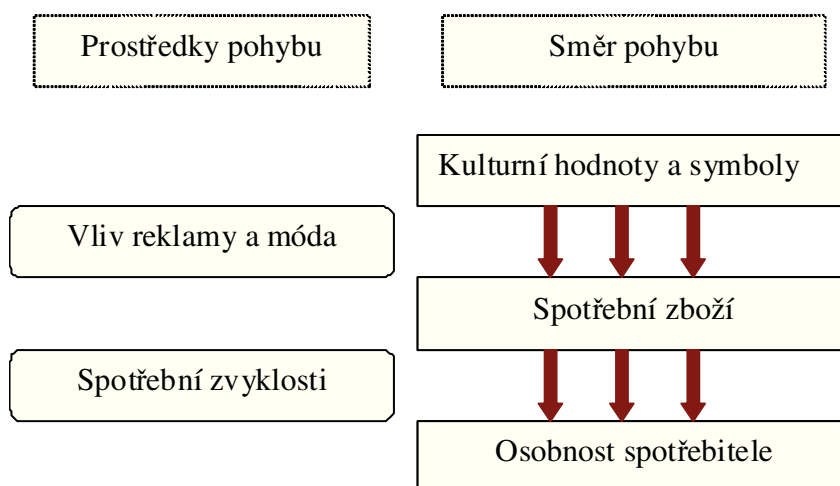 Prostředky pohybu
Směr pohybu
Kulturní hodnoty a symboly
Vliv reklamy a móda
Spotřební zboží
Spotřební zvyklosti
Osobnost spotřebitele